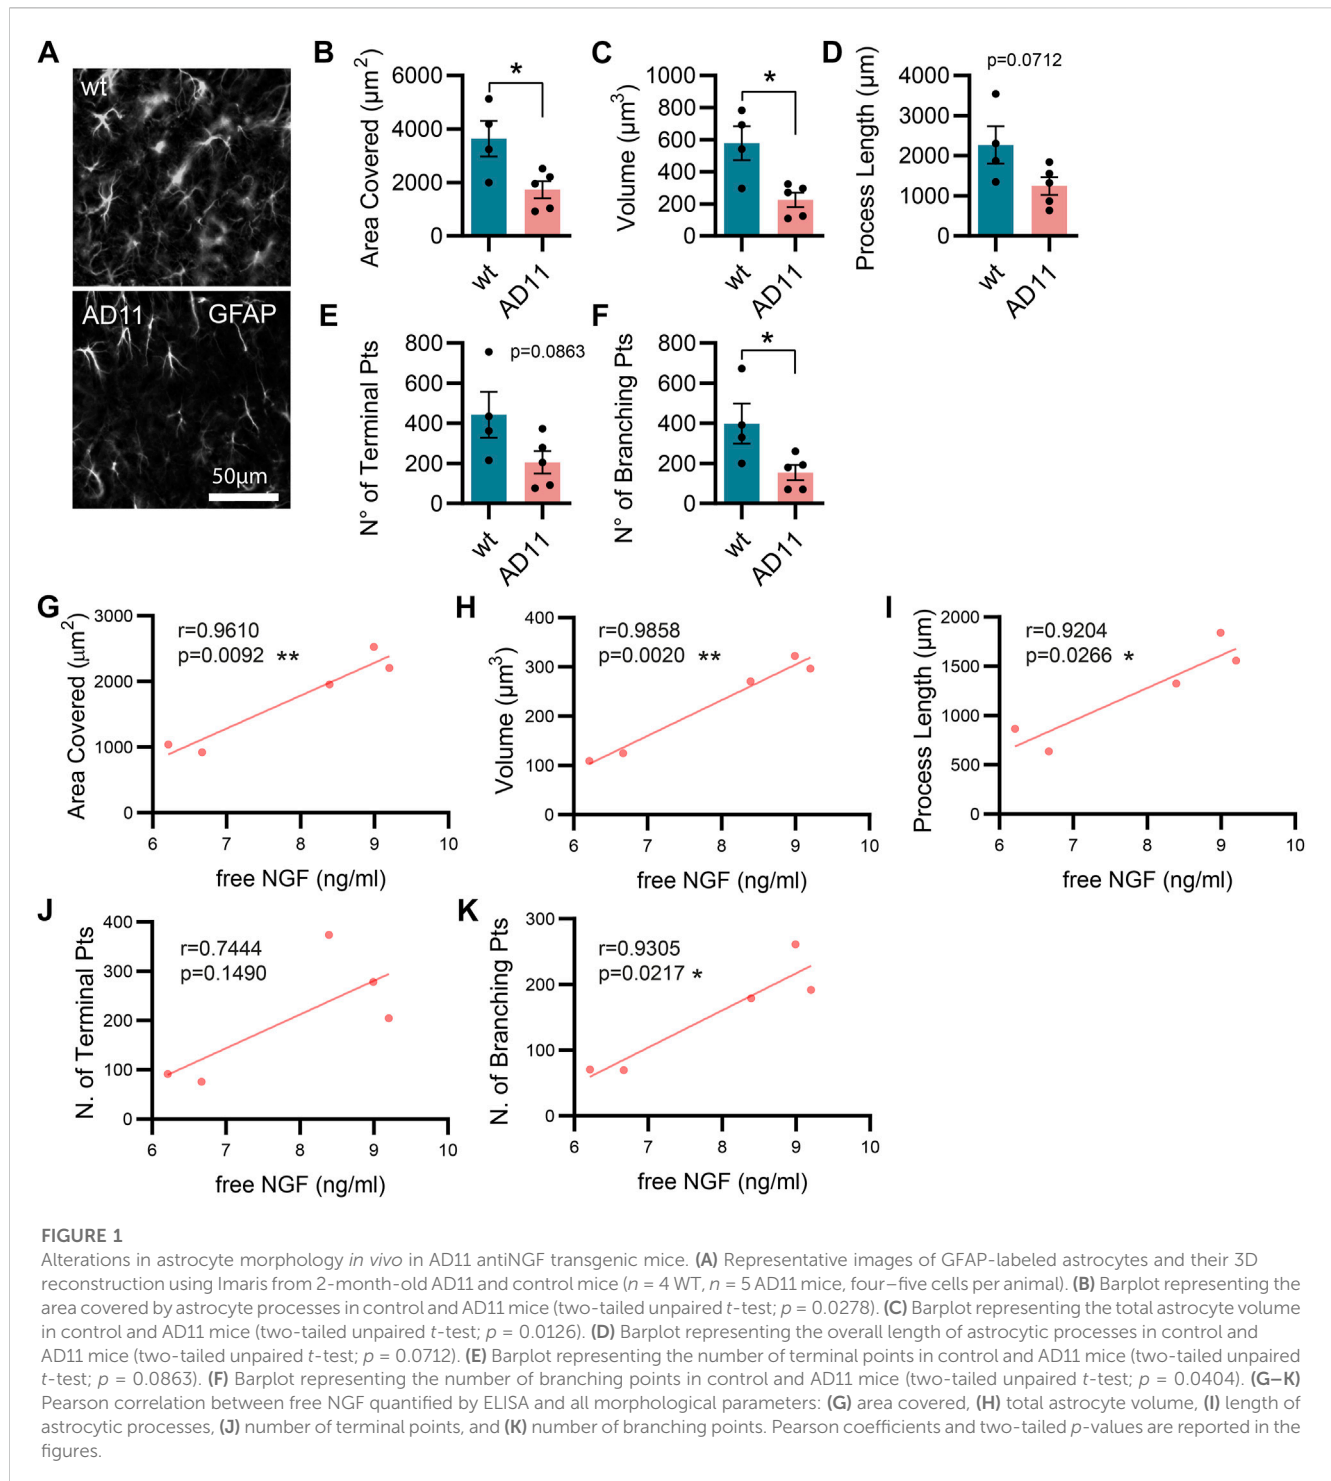 A
wt
AD11 GFAP
50μm
B
Area Covered (μm²)
6000
4000
2000
0
*
wt
AD11
C
Volume (μm³)
1000
800
600
400
200
0
*
wt
AD11
D
Process Length (μm)
p=0.0712
4000
3000
2000
1000
0
wt
AD11
E
N° of Terminal Pts
800
600
400
200
0
p=0.0863
wt
AD11
F
N° of Branching Pts
800
600
400
200
0
*
wt
AD11
G
Area Covered (μm²)
3000
2000
1000
0
r=0.9610
p=0.0092 **
6 7 8 9 10
free NGF (ng/ml)
H
Volume (μm³)
400
300
200
100
0
r=0.9858
p=0.0020 **
6 7 8 9 10
free NGF (ng/ml)
I
Process Length (μm)
2000
1500
1000
500
0
r=0.9204
p=0.0266 *
6 7 8 9 10
free NGF (ng/ml)
J
N. of Terminal Pts
400
300
200
100
0
r=0.7444
p=0.1490
6 7 8 9 10
free NGF (ng/ml)
K
N. of Branching Pts
300
200
100
0
r=0.9305
p=0.0217 *
6 7 8 9 10
free NGF (ng/ml)
FIGURE 1
Alterations in astrocyte morphology in vivo in AD11 antiNGF transgenic mice. (A) Representative images of GFAP-labeled astrocytes and their 3D
reconstruction using Imaris from 2-month-old AD11 and control mice (n = 4 WT, n = 5 AD11 mice, four–five cells per animal). (B) Barplot representing the
area covered by astrocyte processes in control and AD11 mice (two-tailed unpaired t-test; p = 0.0278). (C) Barplot representing the total astrocyte volume
in control and AD11 mice (two-tailed unpaired t-test; p = 0.0126). (D) Barplot representing the overall length of astrocytic processes in control and
AD11 mice (two-tailed unpaired t-test; p = 0.0712). (E) Barplot representing the number of terminal points in control and AD11 mice (two-tailed unpaired
t-test; p = 0.0863). (F) Barplot representing the number of branching points in control and AD11 mice (two-tailed unpaired t-test; p = 0.0404). (G–K)
Pearson correlation between free NGF quantified by ELISA and all morphological parameters: (G) area covered, (H) total astrocyte volume, (I) length of
astrocytic processes, (J) number of terminal points, and (K) number of branching points. Pearson coefficients and two-tailed p-values are reported in the
figures.